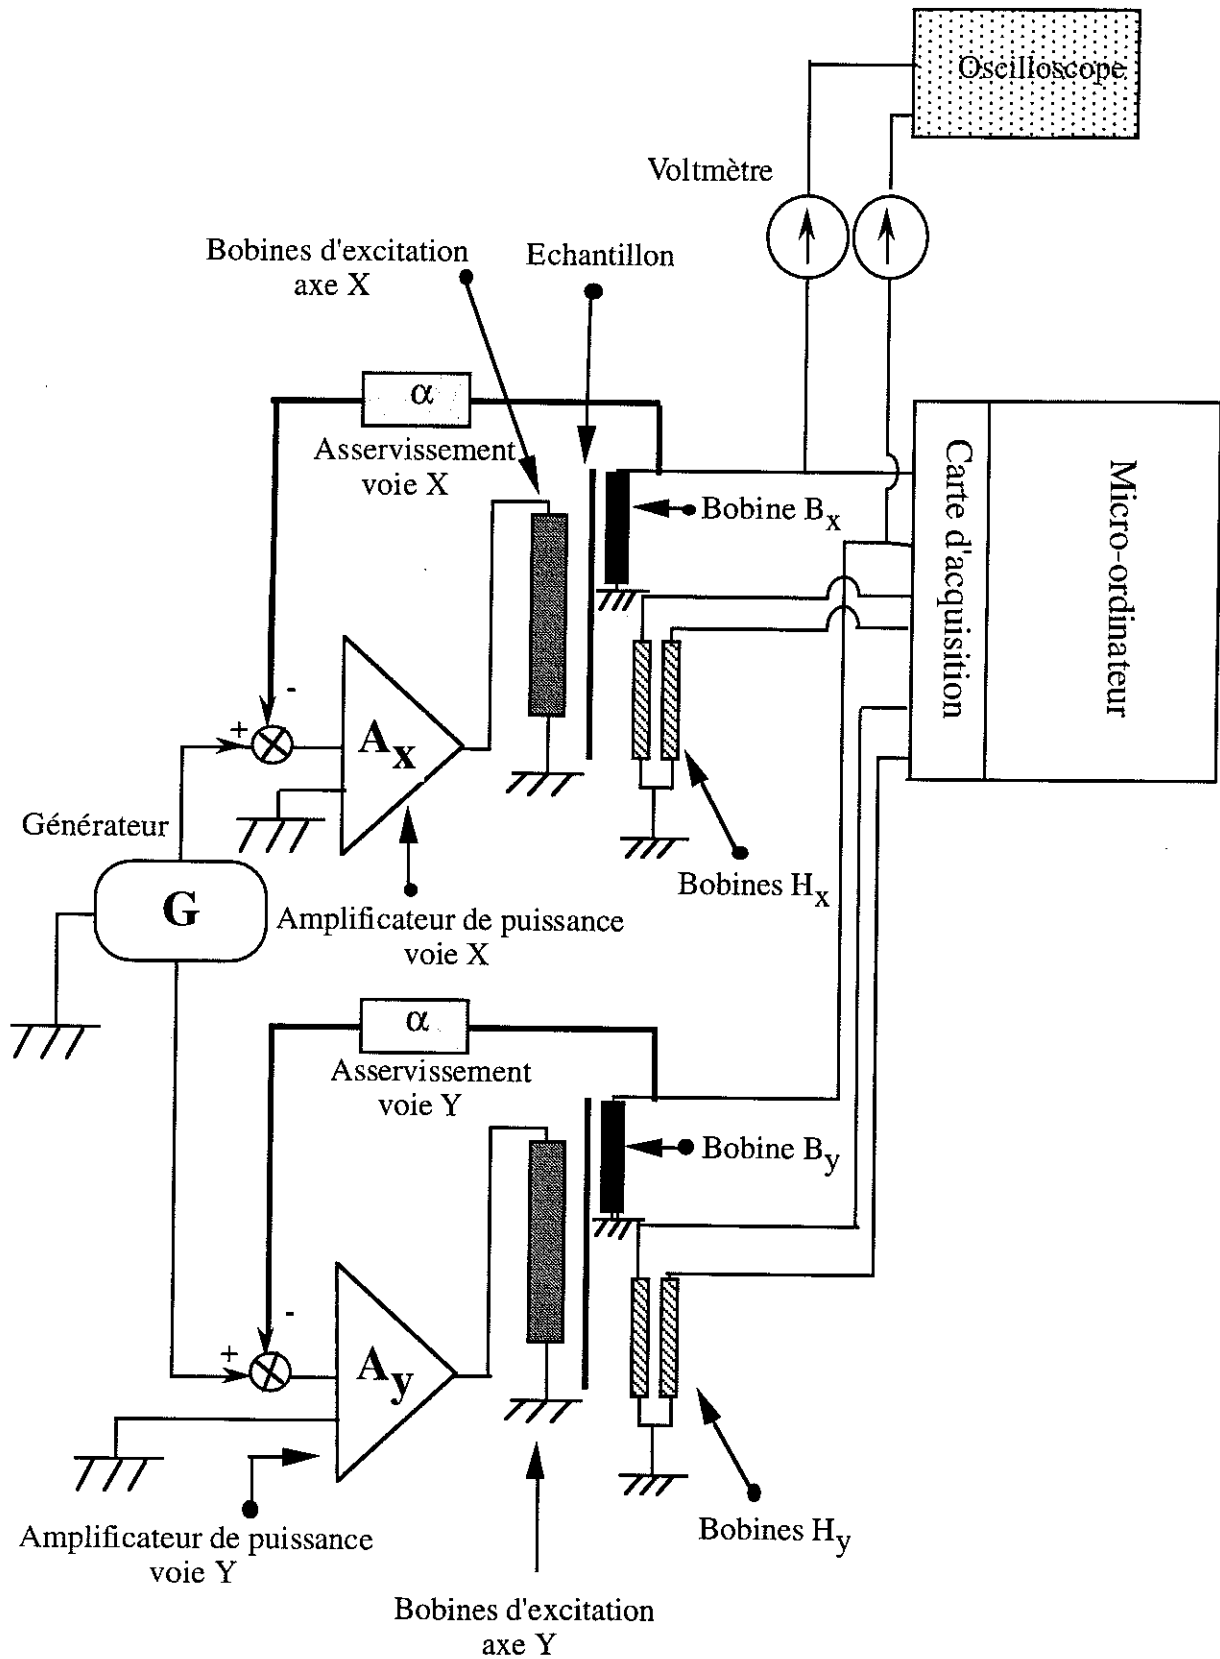 Oscilloscope
Voltmètre
Bobines d'excitation
axe X
Echantillon
α
Asservissement
voie X
Bobine Bx
Carte d'acquisition
Micro-ordinateur
-
+
Ax
Générateur
G
Bobines Hx
Amplificateur de puissance
voie X
α
Asservissement
voie Y
Bobine By
-
+
Ay
Bobines Hy
Amplificateur de puissance
voie Y
Bobines d'excitation
axe Y